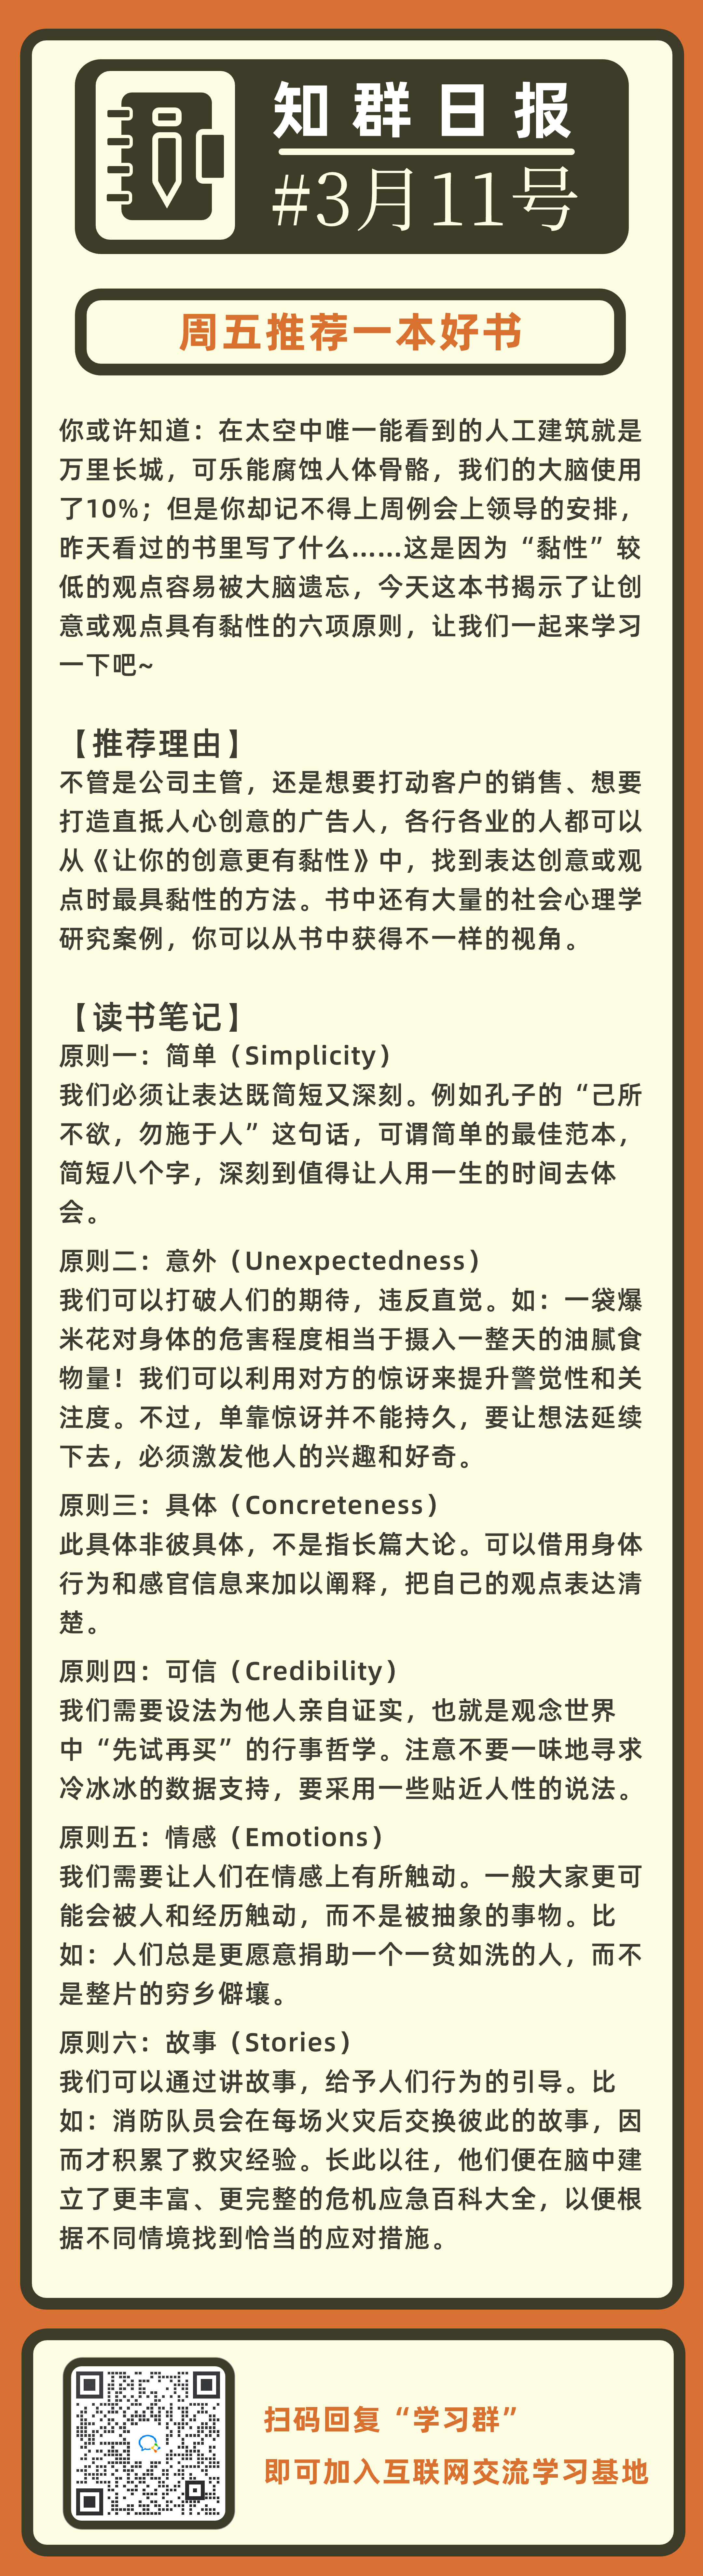 知群日报
#3月11号
周五推荐一本好书
你或许知道：在太空中唯一能看到的人工建筑就是
万里长城，可乐能腐蚀人体骨骼，我们的大脑使用
了10%；但是你却记不得上周例会上领导的安排，
昨天看过的书里写了什么……这是因为“黏性”较
低的观点容易被大脑遗忘，今天这本书揭示了让创
意或观点具有黏性的六项原则，让我们一起来学习
一下吧~
【推荐理由】
不管是公司主管，还是想要打动客户的销售、想要
打造直抵人心创意的广告人，各行各业的人都可以
从《让你的创意更有黏性》中，找到表达创意或观
点时最具黏性的方法。书中还有大量的社会心理学
研究案例，你可以从书中获得不一样的视角。
【读书笔记】
原则一：简单（Simplicity）
我们必须让表达既简短又深刻。例如孔子的“己所
不欲，勿施于人”这句话，可谓简单的最佳范本，
简短八个字，深刻到值得让人用一生的时间去体
会。
原则二：意外（Unexpectedness）
我们可以打破人们的期待，违反直觉。如：一袋爆
米花对身体的危害程度相当于摄入一整天的油腻食
物量！我们可以利用对方的惊讶来提升警觉性和关
注度。不过，单靠惊讶并不能持久，要让想法延续
下去，必须激发他人的兴趣和好奇。
原则三：具体（Concreteness）
此具体非彼具体，不是指长篇大论。可以借用身体
行为和感官信息来加以阐释，把自己的观点表达清
楚。
原则四：可信（Credibility）
我们需要设法为他人亲自证实，也就是观念世界
中“先试再买”的行事哲学。注意不要一味地寻求
冷冰冰的数据支持，要采用一些贴近人性的说法。
原则五：情感（Emotions）
我们需要让人们在情感上有所触动。一般大家更可
能会被人和经历触动，而不是被抽象的事物。比
如：人们总是更愿意捐助一个一贫如洗的人，而不
是整片的穷乡僻壤。
原则六：故事（Stories）
我们可以通过讲故事，给予人们行为的引导。比
如：消防队员会在每场火灾后交换彼此的故事，因
而才积累了救灾经验。长此以往，他们便在脑中建
立了更丰富、更完整的危机应急百科大全，以便根
据不同情境找到恰当的应对措施。
扫码回复“学习群”
即可加入互联网交流学习基地